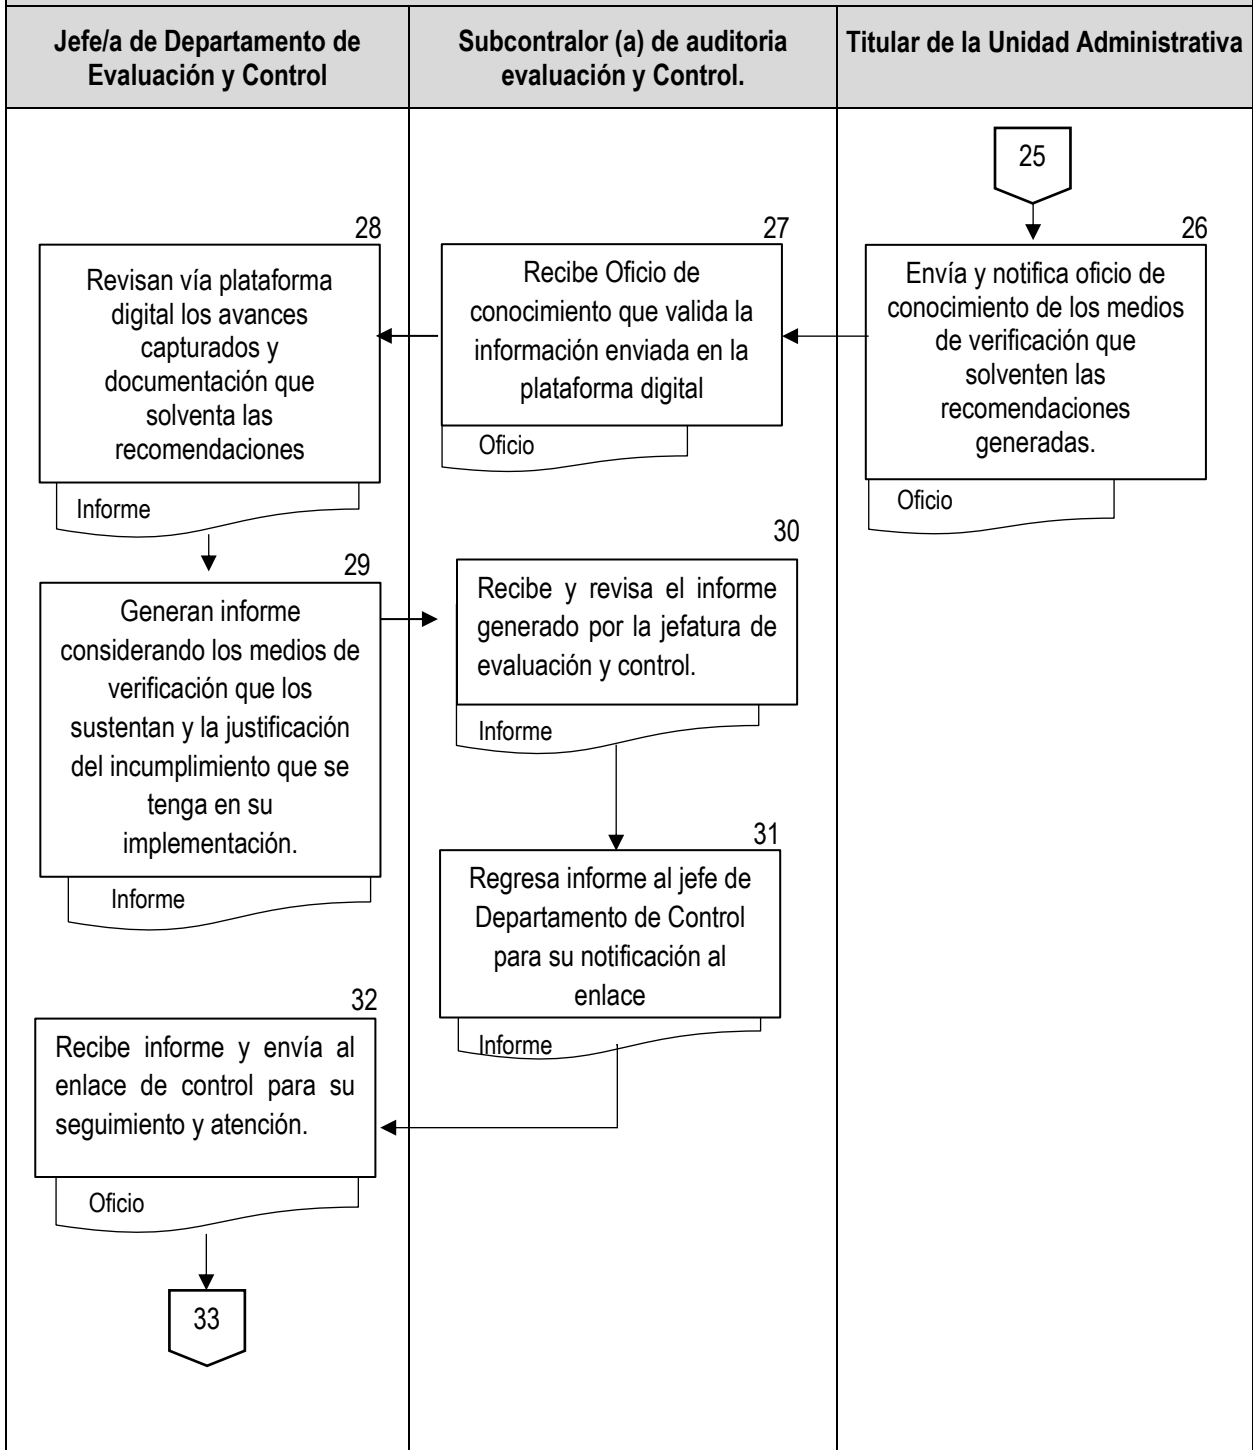 Jefe/a de Departamento de
Evaluación y Control
Subcontralor (a) de auditoria
evaluación y Control.
Titular de la Unidad Administrativa
25
26
Envía y notifica oficio de
conocimiento de los medios
de verificación que
solventen las
recomendaciones
generadas.
Oficio
27
Recibe Oficio de
conocimiento que valida la
información enviada en la
plataforma digital
Oficio
28
Revisan vía plataforma
digital los avances
capturados y
documentación que
solventa las
recomendaciones
Informe
29
Generan informe
considerando los medios de
verificación que los
sustentan y la justificación
del incumplimiento que se
tenga en su
implementación.
Informe
30
Recibe y revisa el informe
generado por la jefatura de
evaluación y control.
Informe
31
Regresa informe al jefe de
Departamento de Control
para su notificación al
enlace
Informe
32
Recibe informe y envía al
enlace de control para su
seguimiento y atención.
Oficio
33